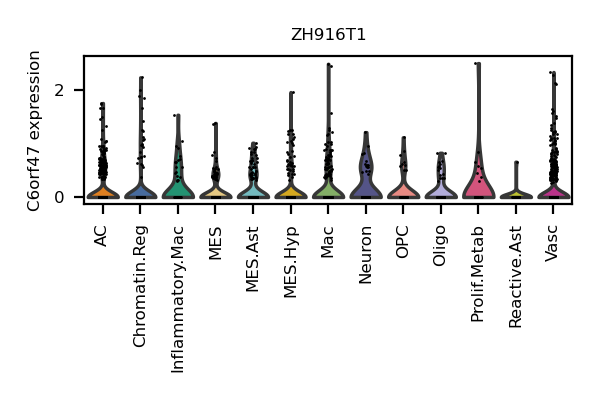 ZH916T1
C6orf47 expression
2
0
AC
Chromatin.Reg
Inflammatory.Mac
MES
MES.Ast
MES.Hyp
Mac
Neuron
OPC
Oligo
Prolif.Metab
Reactive.Ast
Vasc